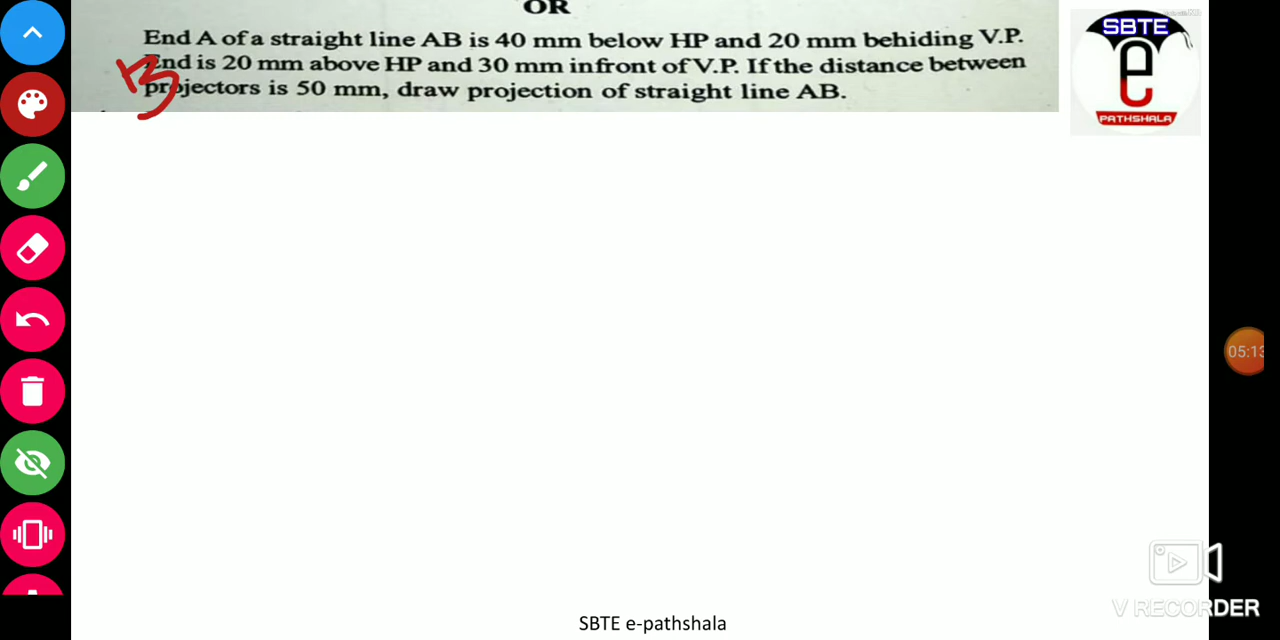 OR
End A of a straight line AB is 40 mm below HP and 20 mm behiding V.P.
End is 20 mm above HP and 30 mm infront of V.P. If the distance between
projectors is 50 mm, draw projection of straight line AB.
B
SBTE
e
PATHSHALA
05:13
V RECORDER
SBTE e-pathshala